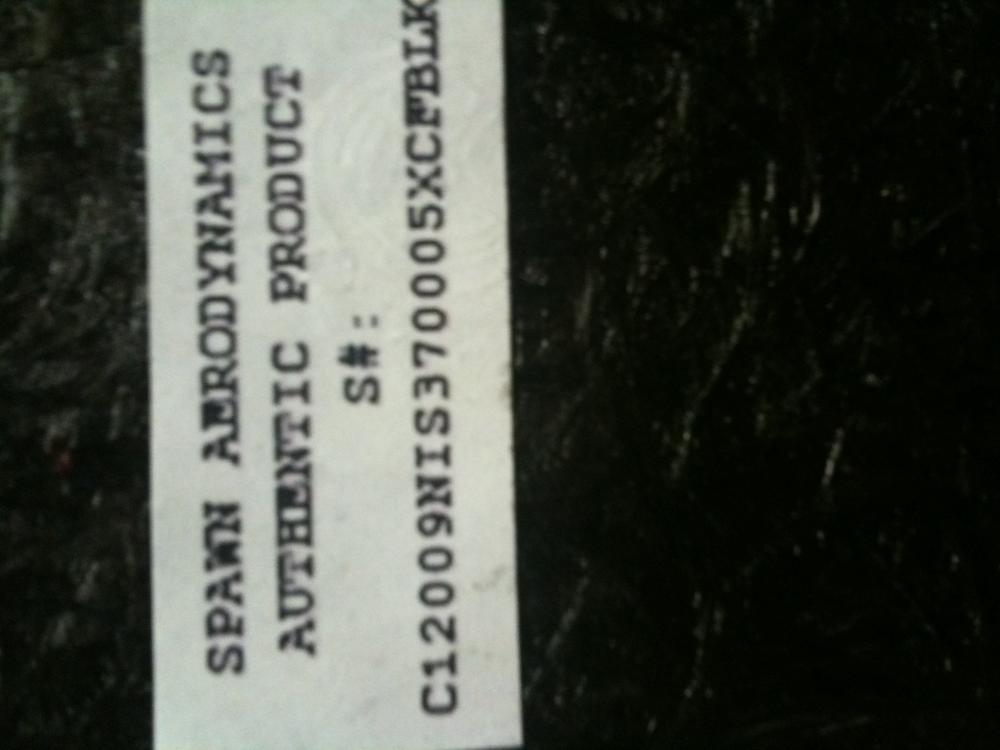 SPAWN AERODYNAMICS
AUTHENTIC PRODUCT
S#:
C12009NIS370005XCFBLK